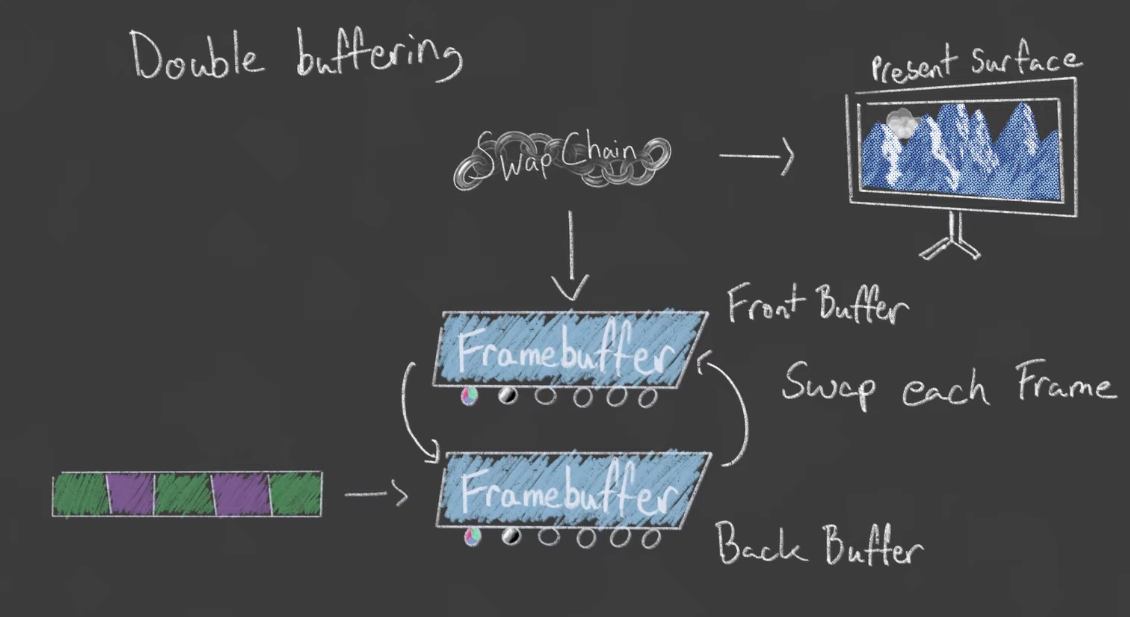 Double buffering
Present Surface
Swap Chain
Front Buffer
Framebuffer
Swap each Frame
Framebuffer
Back Buffer